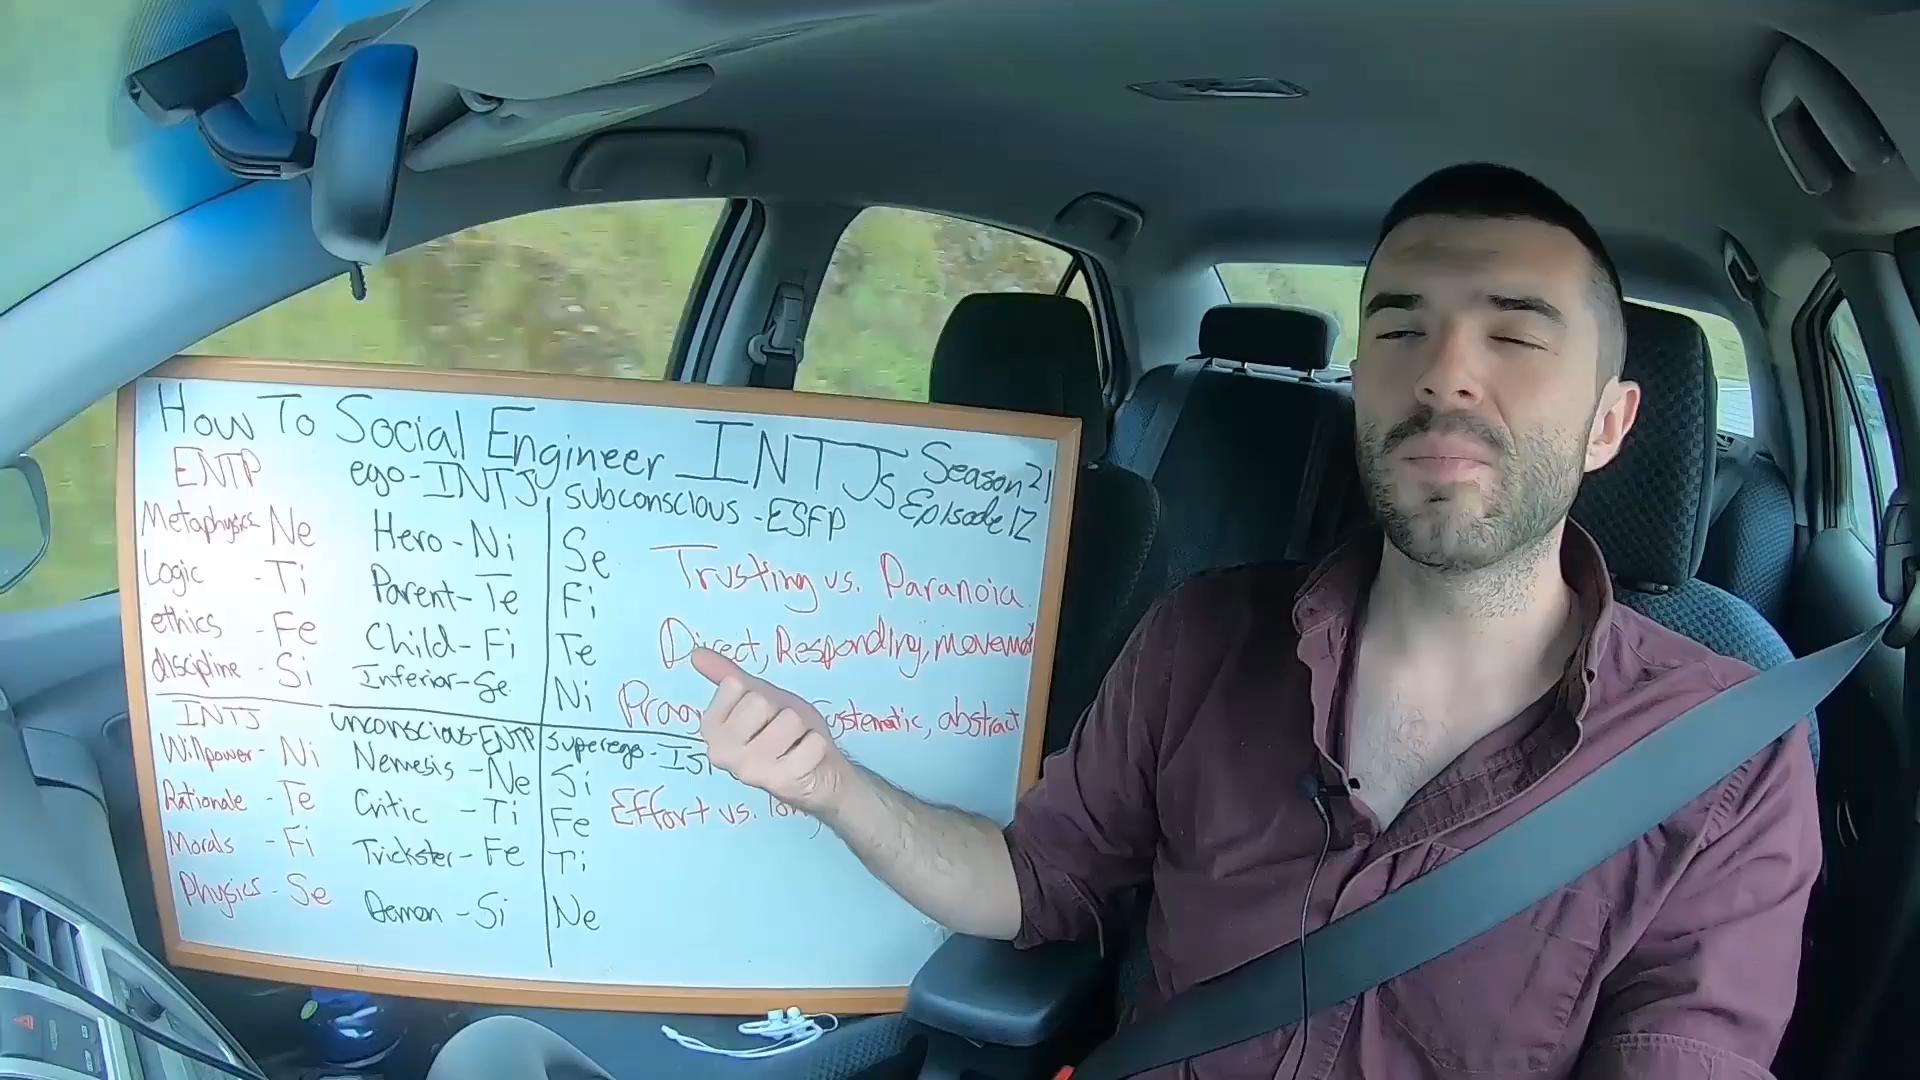 How To Social Engineer INTJs
Season 21
Episode 12
ENTP
Metaphysics - Ne
Logic - Ti
ethics - Fe
discipline - Si
INTJ
Willpower - Ni
Rationale - Te
Morals - Fi
Physics - Se
ego - INTJ
Hero - Ni
Parent - Te
Child - Fi
Inferior - Se
subconscious - ESFP
Se
Fi
Te
Ni
unconscious - ENTP
Nemesis - Ne
Critic - Ti
Trickster - Fe
Demon - Si
superego -
Si
Fe
Ti
Ne
Trusting vs. Paranoia
Direct, Responding, movement
systematic, abstract
Effort vs.